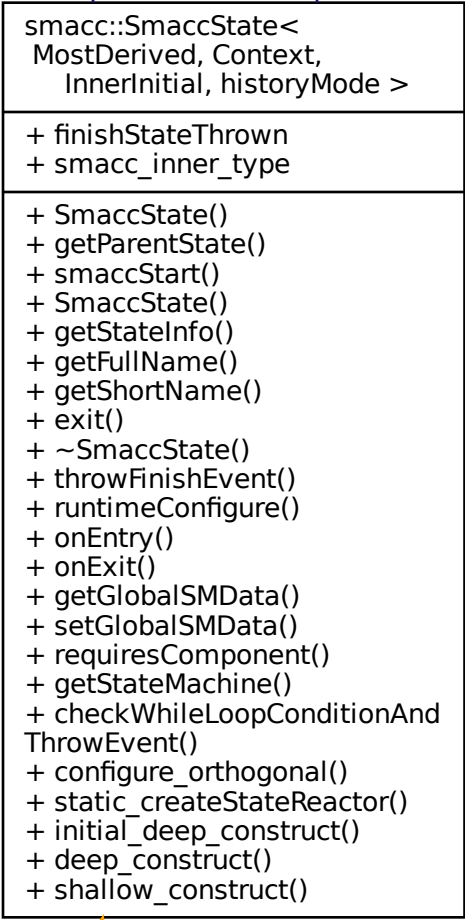 smacc::SmaccState<
MostDerived, Context,
InnerInitial, historyMode >
+ finishStateThrown
+ smacc_inner_type
+ SmaccState()
+ getParentState()
+ smaccStart()
+ SmaccState()
+ getStateInfo()
+ getFullName()
+ getShortName()
+ exit()
+ ~SmaccState()
+ throwFinishEvent()
+ runtimeConfigure()
+ onEntry()
+ onExit()
+ getGlobalSMData()
+ setGlobalSMData()
+ requiresComponent()
+ getStateMachine()
+ checkWhileLoopConditionAnd
ThrowEvent()
+ configure_orthogonal()
+ static_createStateReactor()
+ initial_deep_construct()
+ deep_construct()
+ shallow_construct()